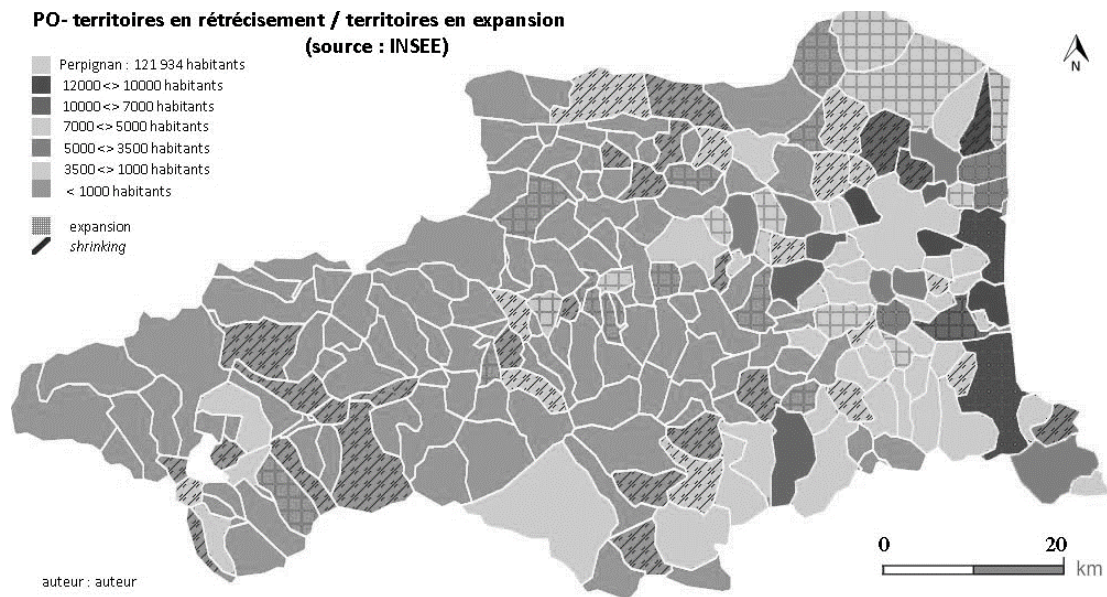 PO- territoires en rétrécisement / territoires en expansion
(source : INSEE)
Perpignan : 121 934 habitants
12000 <> 10000 habitants
10000 <> 7000 habitants
7000 <> 5000 habitants
5000 <> 3500 habitants
3500 <> 1000 habitants
< 1000 habitants
expansion
shrinking
N
auteur : auteur
0 20
km